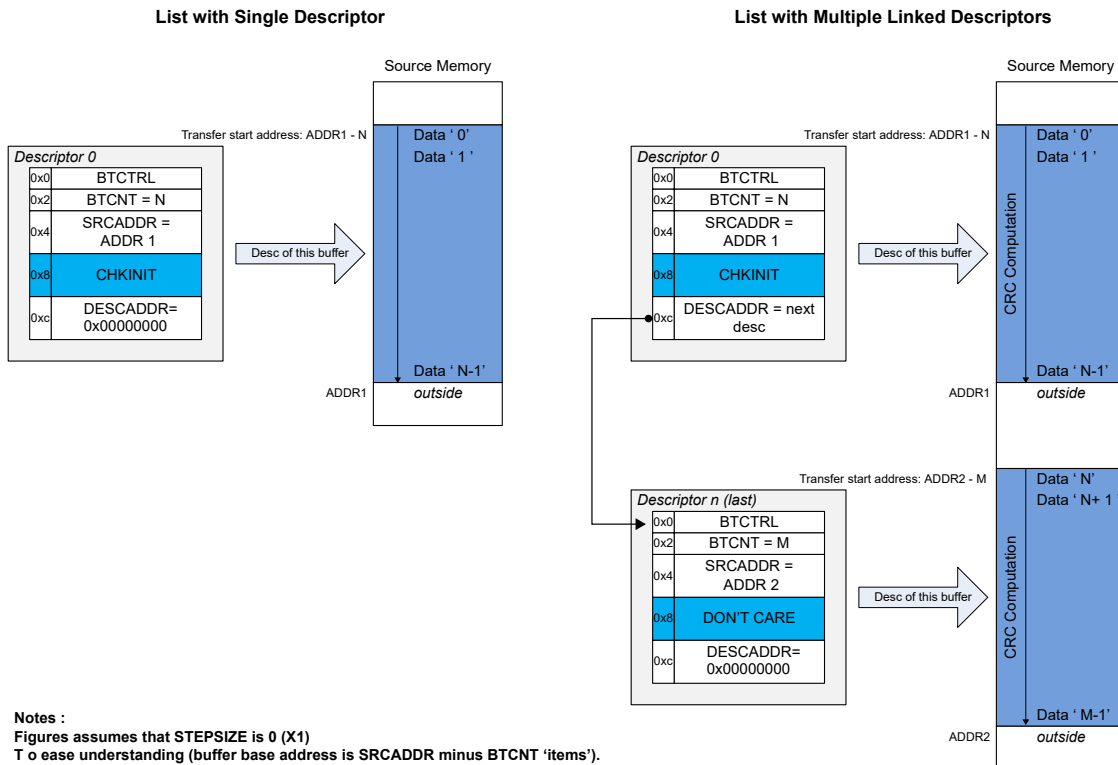 List with Single Descriptor
Source Memory
Transfer start address: ADDR1 - N
Data ‘ 0’
Data ‘ 1 ’
Descriptor 0
0x0 BTCTRL
0x2 BTCNT = N
0x4 SRCADDR =
ADDR 1
0x8 CHKINIT
0xc DESCADDR=
0x00000000
Desc of this buffer
Data ‘ N-1’
ADDR1 outside
List with Multiple Linked Descriptors
Source Memory
Transfer start address: ADDR1 - N
Data ‘ 0’
Data ‘ 1 ’
Descriptor 0
0x0 BTCTRL
0x2 BTCNT = N
0x4 SRCADDR =
ADDR 1
0x8 CHKINIT
0xc DESCADDR = next
desc
Desc of this buffer
CRC Computation
Data ‘ N-1’
ADDR1 outside
Transfer start address: ADDR2 - M
Data ‘ N’
Data ‘ N+ 1 ’
Descriptor n (last)
0x0 BTCTRL
0x2 BTCNT = M
0x4 SRCADDR =
ADDR 2
0x8 DON’T CARE
0xc DESCADDR=
0x00000000
Desc of this buffer
CRC Computation
Data ‘ M-1’
ADDR2 outside
Notes :
Figures assumes that STEPSIZE is 0 (X1)
T o ease understanding (buffer base address is SRCADDR minus BTCNT ‘items’).